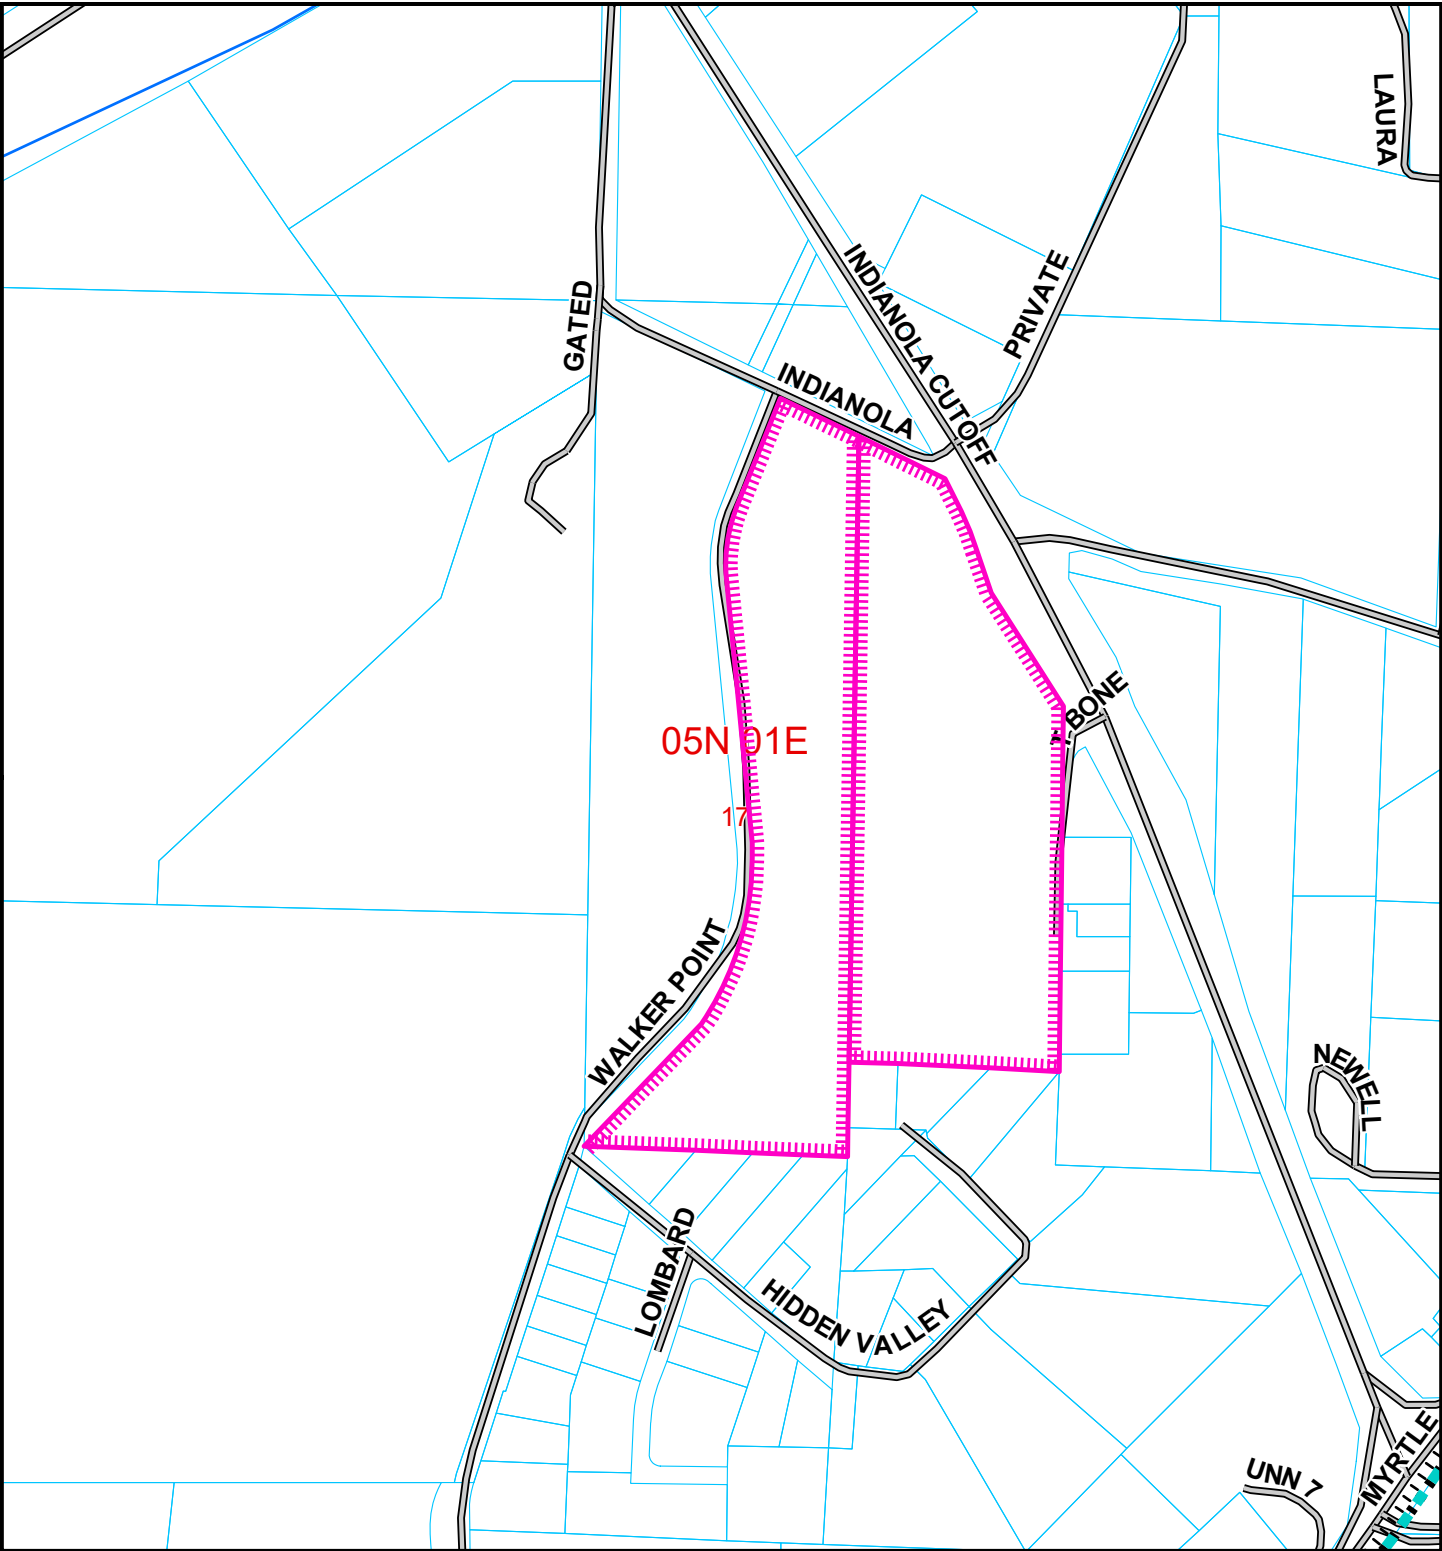 LAURA
INDIANOLA CUTOFF
PRIVATE
GATED
INDIANOLA
BONE
05N 01E
17
WALKER POINT
NEWELL
LOMBARD
HIDDEN VALLEY
MYRTLE
UNN 7